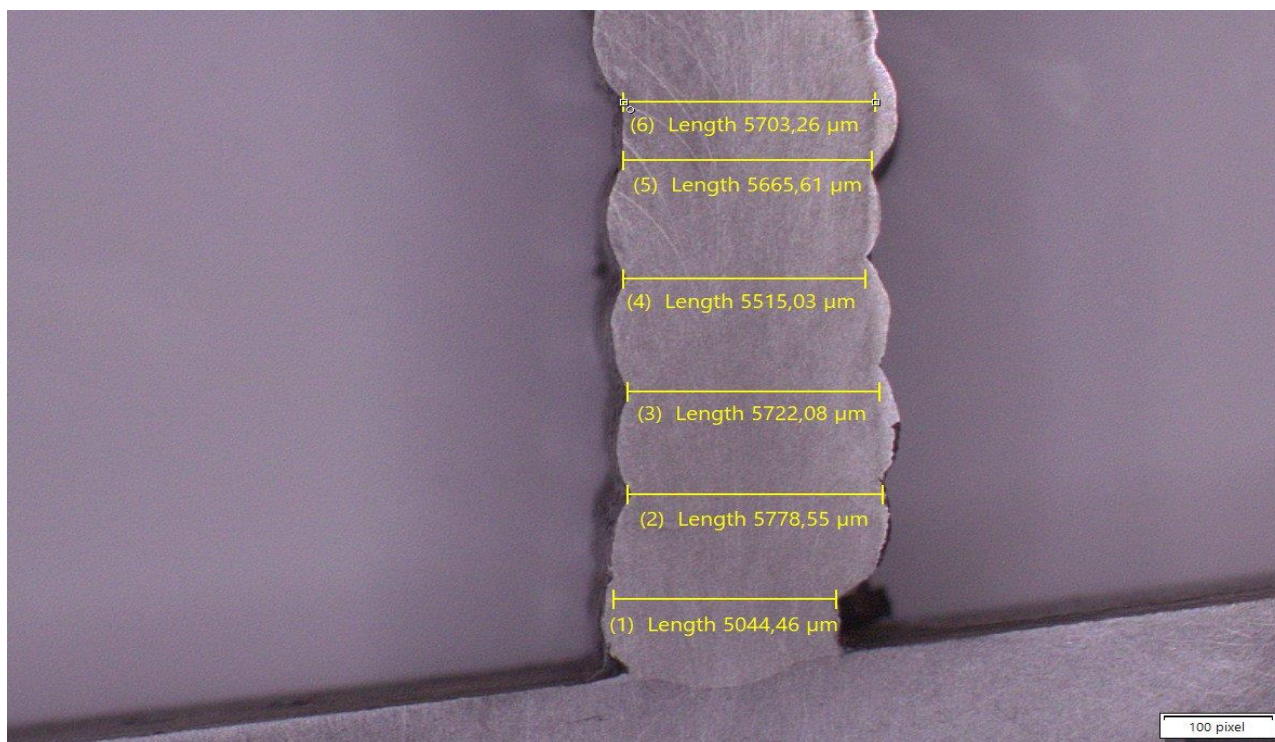 (6) Length 5703,26 µm
(5) Length 5665,61 µm
(4) Length 5515,03 µm
(3) Length 5722,08 µm
(2) Length 5778,55 µm
(1) Length 5044,46 µm
100 pixel